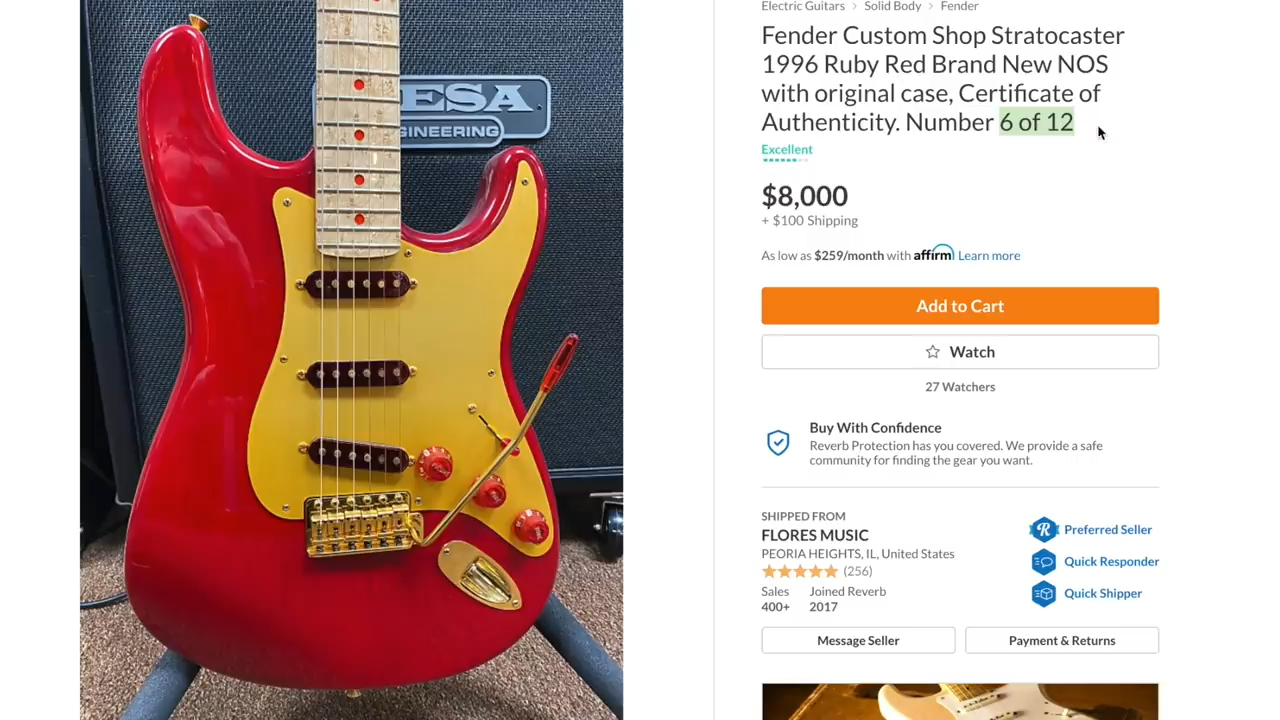 ESA
ENGINEERING
Electric Guitars > Solid Body > Fender
Fender Custom Shop Stratocaster
1996 Ruby Red Brand New NOS
with original case, Certificate of
Authenticity. Number 6 of 12
Excellent
$8,000
+ $100 Shipping
As low as $259/month with affirm Learn more
Add to Cart
Watch
27 Watchers
Buy With Confidence
Reverb Protection has you covered. We provide a safe
community for finding the gear you want.
SHIPPED FROM
FLORES MUSIC
PEORIA HEIGHTS, IL, United States
(256)
Sales Joined Reverb
400+ 2017
R Preferred Seller
Quick Responder
Quick Shipper
Message Seller Payment & Returns